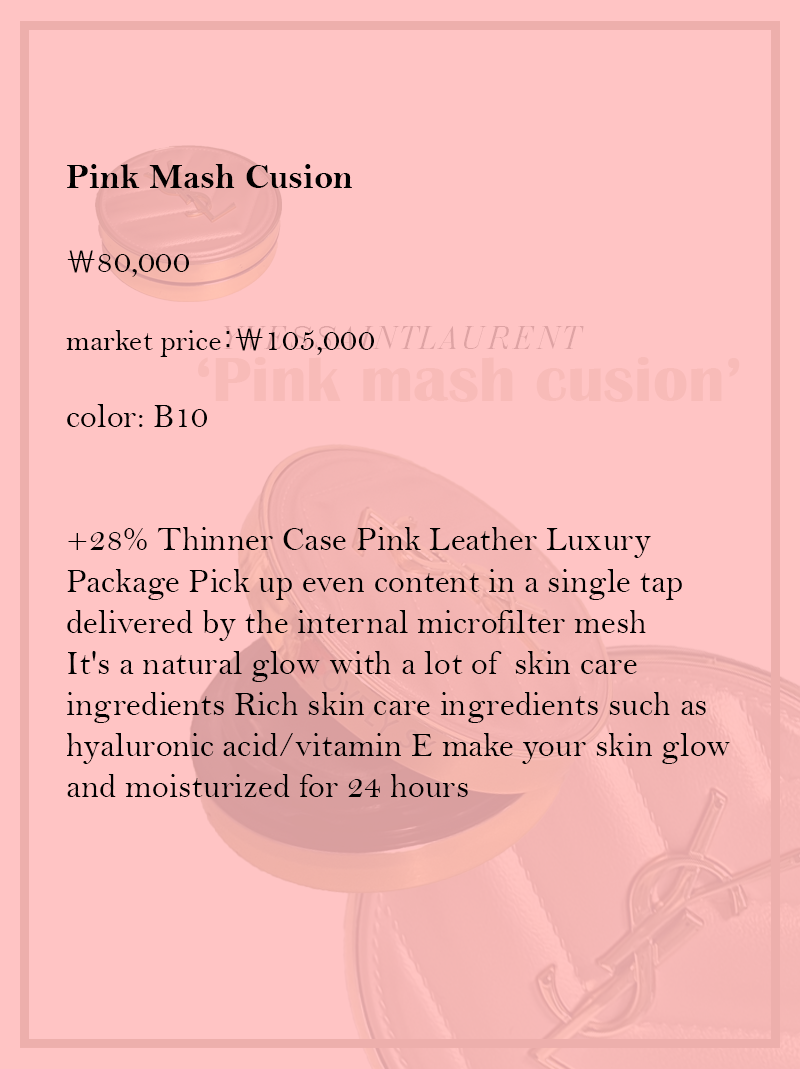 Pink Mash Cusion
₩80,000
market price:₩105,000
YVESSAINTLAURENT
‘Pink mash cusion’
color: B10
+28% Thinner Case Pink Leather Luxury
Package Pick up even content in a single tap
delivered by the internal microfilter mesh
It's a natural glow with a lot of skin care
ingredients Rich skin care ingredients such as
hyaluronic acid/vitamin E make your skin glow
and moisturized for 24 hours